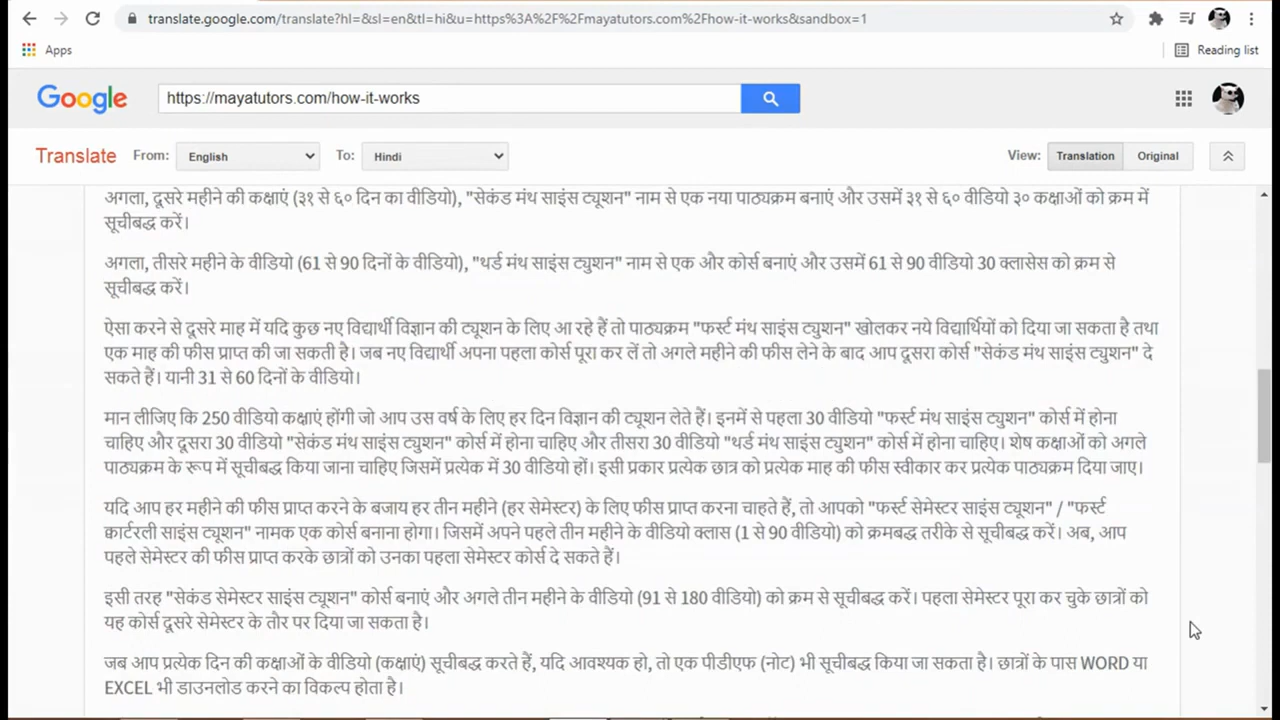 translate.google.com/translate?hl=&sl=en&tl=hi&u=https%3A%2F%2Fmayatutors.com%2Fhow-it-works&sandbox=1
Apps
Reading list
Google
https://mayatutors.com/how-it-works
Translate From: English To: Hindi View: Translation Original
अगला, दूसरे महीने की कक्षाएं (३१ से ६० दिन का वीडियो), "सेकंड मंथ साइंस ट्यूशन" नाम से एक नया पाठ्यक्रम बनाएं और उसमें ३१ से ६० वीडियो ३० कक्षाओं को क्रम में
सूचीबद्ध करें।
अगला, तीसरे महीने के वीडियो (61 से 90 दिनों के वीडियो), "थर्ड मंथ साइंस ट्युशन" नाम से एक और कोर्स बनाएं और उसमें 61 से 90 वीडियो 30 क्लासेस को क्रम से
सूचीबद्ध करें।
ऐसा करने से दूसरे माह में यदि कुछ नए विद्यार्थी विज्ञान की ट्यूशन के लिए आ रहे हैं तो पाठ्यक्रम "फर्स्ट मंथ साइंस ट्युशन" खोलकर नये विद्यार्थियों को दिया जा सकता है तथा
एक माह की फीस प्राप्त की जा सकती है। जब नए विद्यार्थी अपना पहला कोर्स पूरा कर लें तो अगले महीने की फीस लेने के बाद आप दूसरा कोर्स "सेकंड मंथ साइंस ट्युशन" दे
सकते हैं। यानी 31 से 60 दिनों के वीडियो।
मान लीजिए कि 250 वीडियो कक्षाएं होंगी जो आप उस वर्ष के लिए हर दिन विज्ञान की ट्यूशन लेते हैं। इनमें से पहला 30 वीडियो "फर्स्ट मंथ साइंस ट्युशन" कोर्स में होना
चाहिए और दूसरा 30 वीडियो "सेकंड मंथ साइंस ट्युशन" कोर्स में होना चाहिए और तीसरा 30 वीडियो "थर्ड मंथ साइंस ट्युशन" कोर्स में होना चाहिए। शेष कक्षाओं को अगले
पाठ्यक्रम के रूप में सूचीबद्ध किया जाना चाहिए जिसमें प्रत्येक में 30 वीडियो हों। इसी प्रकार प्रत्येक छात्र को प्रत्येक माह की फीस स्वीकार कर प्रत्येक पाठ्यक्रम दिया जाए।
यदि आप हर महीने की फीस प्राप्त करने के बजाय हर तीन महीने (हर सेमेस्टर) के लिए फीस प्राप्त करना चाहते हैं, तो आपको "फर्स्ट सेमेस्टर साइंस ट्यूशन" / "फर्स्ट
क्वार्टरली साइंस ट्यूशन" नामक एक कोर्स बनाना होगा। जिसमें अपने पहले तीन महीने के वीडियो क्लास (1 से 90 वीडियो) को क्रमबद्ध तरीके से सूचीबद्ध करें। अब, आप
पहले सेमेस्टर की फीस प्राप्त करके छात्रों को उनका पहला सेमेस्टर कोर्स दे सकते हैं।
इसी तरह "सेकंड सेमेस्टर साइंस ट्यूशन" कोर्स बनाएं और अगले तीन महीने के वीडियो (91 से 180 वीडियो) को क्रम से सूचीबद्ध करें। पहला सेमेस्टर पूरा कर चुके छात्रों को
यह कोर्स दूसरे सेमेस्टर के तौर पर दिया जा सकता है।
जब आप प्रत्येक दिन की कक्षाओं के वीडियो (कक्षाएं) सूचीबद्ध करते हैं, यदि आवश्यक हो, तो एक पीडीएफ (नोट) भी सूचीबद्ध किया जा सकता है। छात्रों के पास WORD या
EXCEL भी डाउनलोड करने का विकल्प होता है।